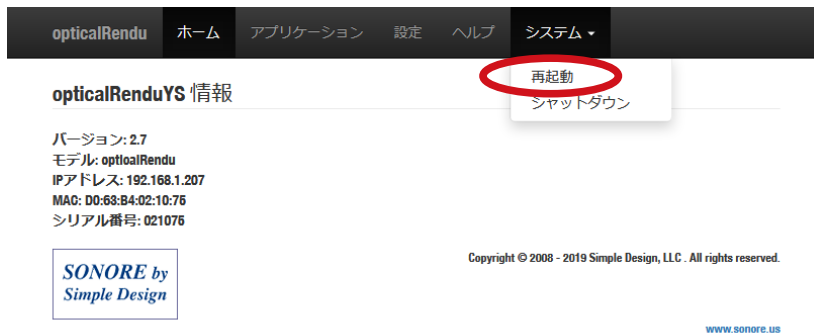 opticalRendu ホーム アプリケーション 設定 ヘルプ システム
再起動
シャットダウン
opticalRenduYS 情報
バージョン: 2.7
モデル: optioalRendu
IPアドレス: 192.168.1.207
MAC: D0:63:B4:02:10:76
シリアル番号: 021076
SONORE by
Simple Design
Copyright © 2008 - 2019 Simple Design, LLC . All rights reserved.
www.sonore.us